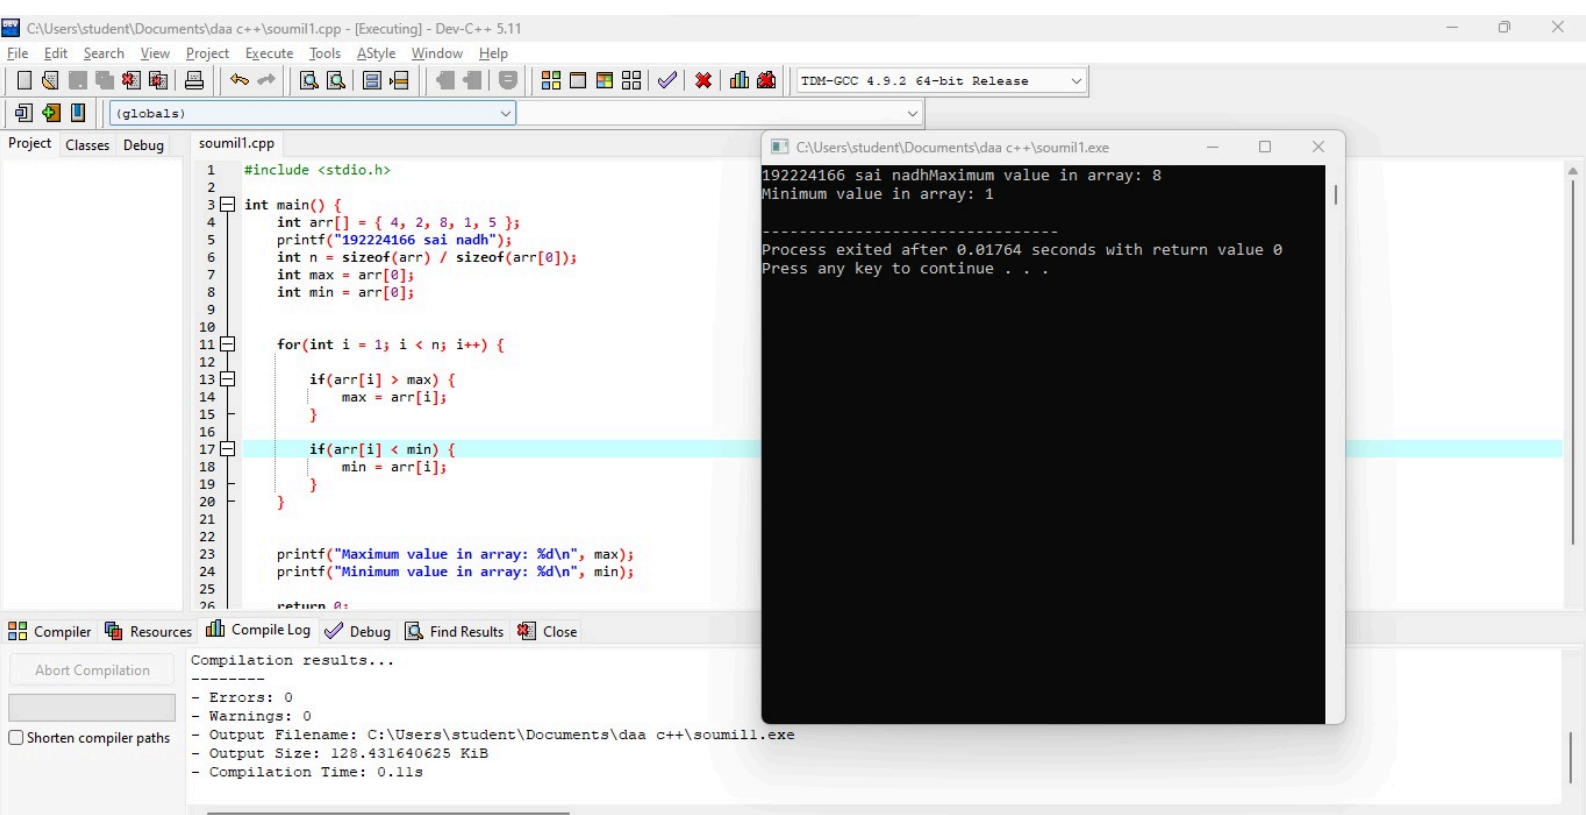 C:\Users\student\Documents\daa c++\soumil1.cpp - [Executing] - Dev-C++ 5.11
File Edit Search View Project Execute Tools AStyle Window Help
TDM-GCC 4.9.2 64-bit Release
(globals)
Project Classes Debug
soumil1.cpp
1 #include <stdio.h>
2
3 int main() {
4 int arr[] = { 4, 2, 8, 1, 5 };
5 printf("192224166 sai nadh");
6 int n = sizeof(arr) / sizeof(arr[0]);
7 int max = arr[0];
8 int min = arr[0];
9
10
11 for(int i = 1; i < n; i++) {
12
13 if(arr[i] > max) {
14 max = arr[i];
15 }
16
17 if(arr[i] < min) {
18 min = arr[i];
19 }
20 }
21
22
23 printf("Maximum value in array: %d\n", max);
24 printf("Minimum value in array: %d\n", min);
25
26 return 0;
C:\Users\student\Documents\daa c++\soumil1.exe
192224166 sai nadhMaximum value in array: 8
Minimum value in array: 1
--------------------------------
Process exited after 0.01764 seconds with return value 0
Press any key to continue . . .
Compiler Resources Compile Log Debug Find Results Close
Abort Compilation
Shorten compiler paths
Compilation results...
--------
- Errors: 0
- Warnings: 0
- Output Filename: C:\Users\student\Documents\daa c++\soumil1.exe
- Output Size: 128.431640625 KiB
- Compilation Time: 0.11s